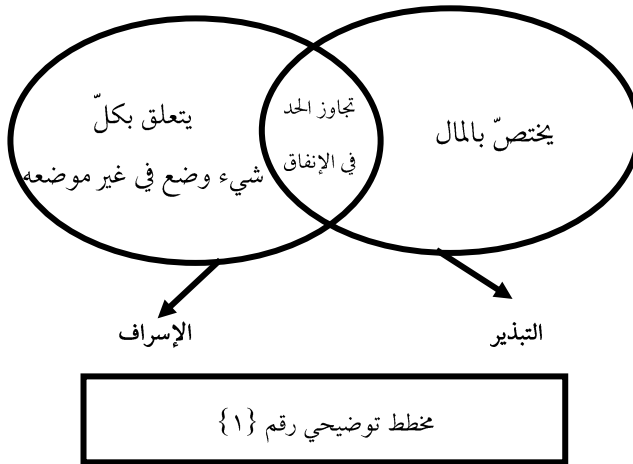 يختصّ بالمال
تجاوز الحد
في الإنفاق
يتعلق بكلّ
شيء وضع في غير موضعه
التبذير
الإسراف
مخطط توضيحي رقم {١}